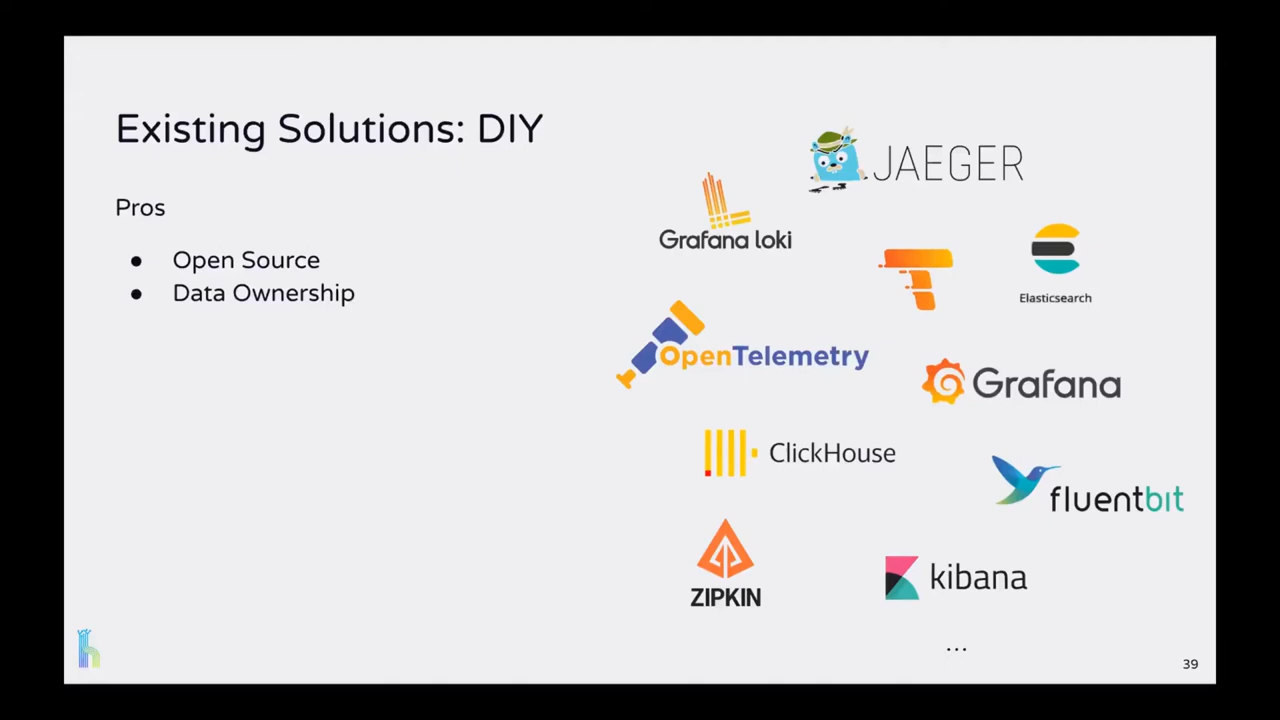 Existing Solutions: DIY
Pros
● Open Source
● Data Ownership
JAEGER
Grafana loki
Elasticsearch
OpenTelemetry
Grafana
ClickHouse
fluentbit
ZIPKIN
kibana
...
39